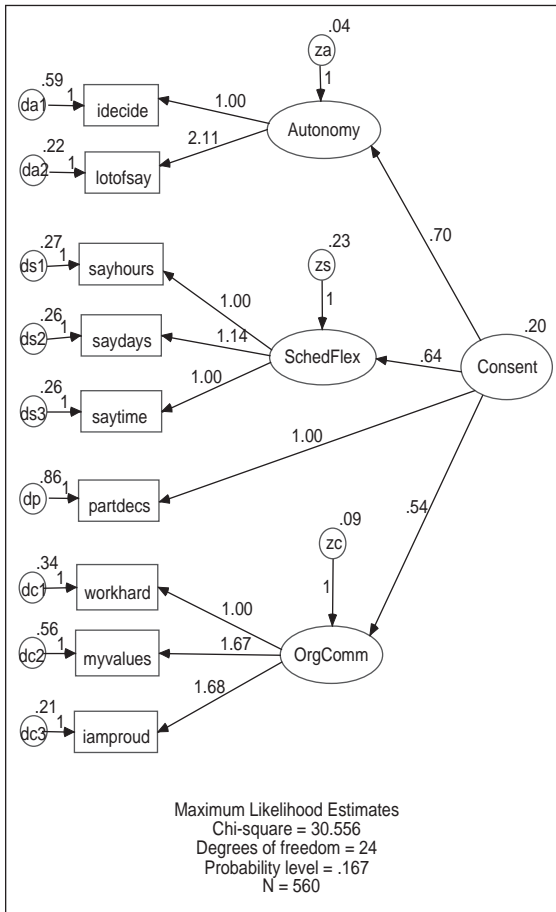 .04
za
1
.59
da1
1
idecide
1.00
Autonomy
.22
da2
1
lotofsay
2.11
.70
.27
ds1
1
sayhours
1.00
.23
zs
1
.20
.26
ds2
1
saydays
1.14
SchedFlex
.64
Consent
.26
ds3
1
saytime
1.00
.86
dp
1
partdecs
1.00
.54
.09
zc
1
.34
dc1
1
workhard
1.00
.56
dc2
1
myvalues
1.67
OrgComm
.21
dc3
1
iamproud
1.68
Maximum Likelihood Estimates
Chi-square = 30.556
Degrees of freedom = 24
Probability level = .167
N = 560